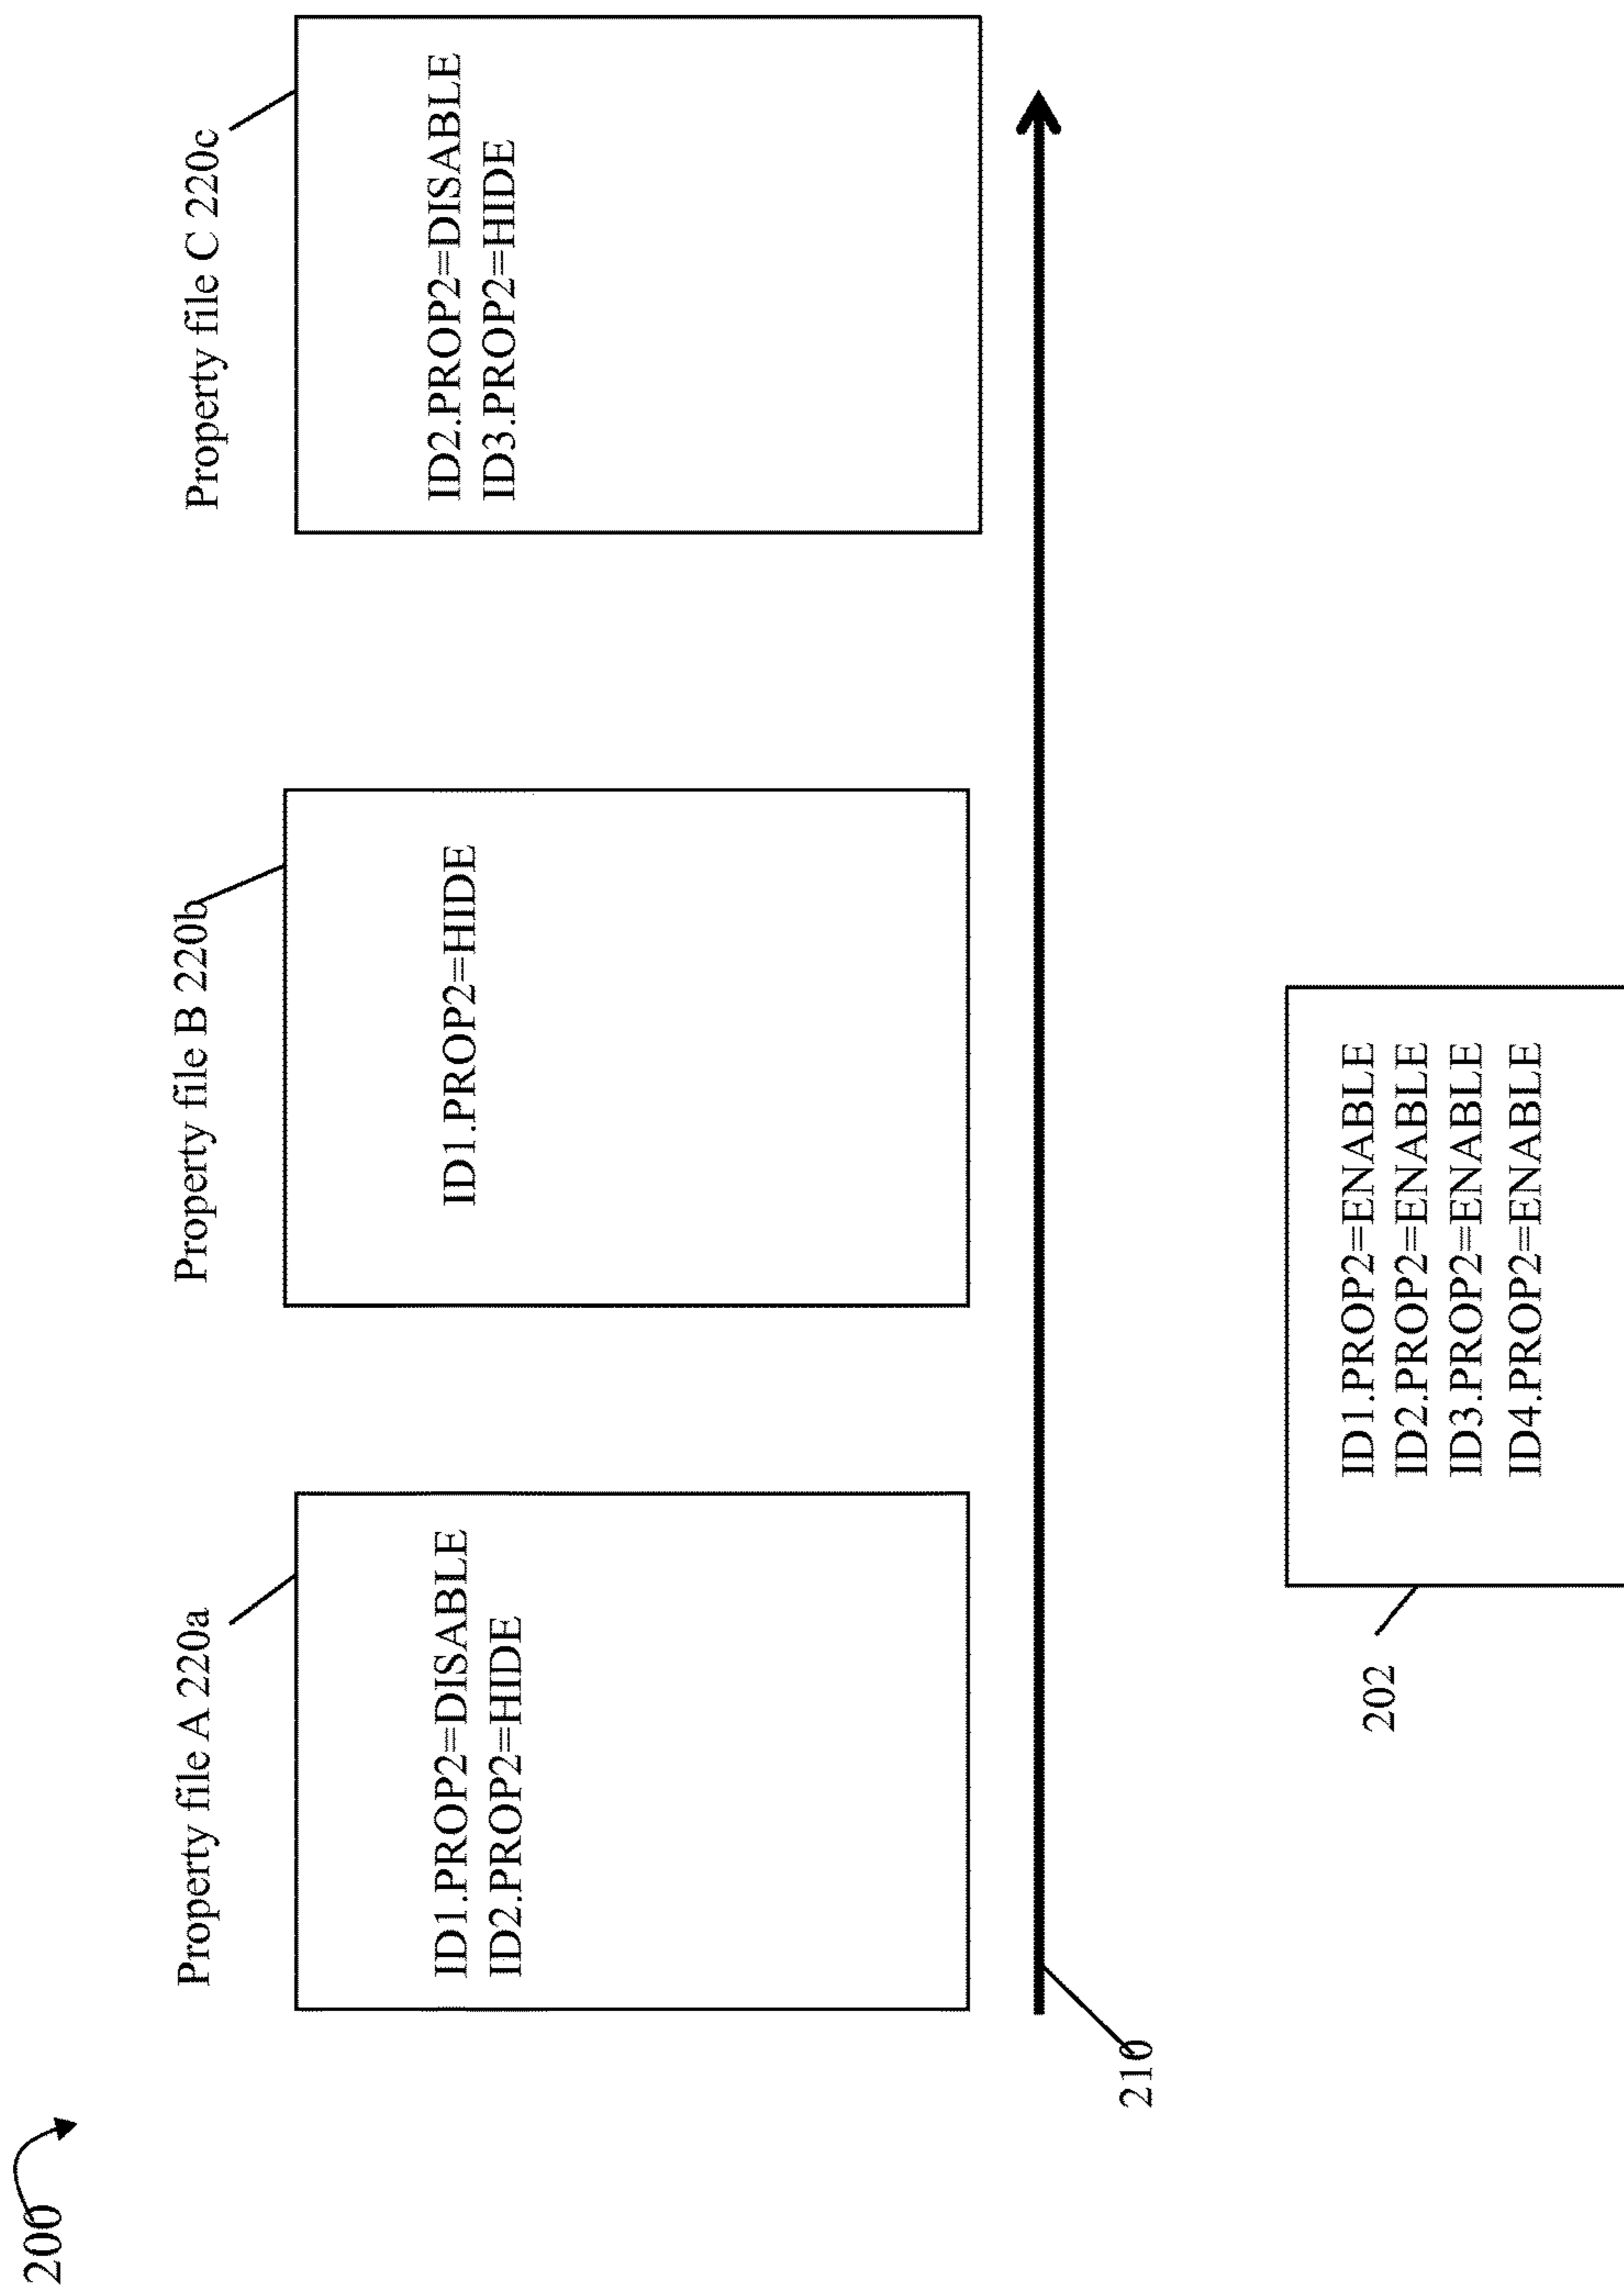 200
Property file A 220a
ID1.PROP2=DISABLE
ID2.PROP2=HIDE
Property file B 220b
ID1.PROP2=HIDE
Property file C 220c
ID2.PROP2=DISABLE
ID3.PROP2=HIDE
210
202
ID1.PROP2=ENABLE
ID2.PROP2=ENABLE
ID3.PROP2=ENABLE
ID4.PROP2=ENABLE